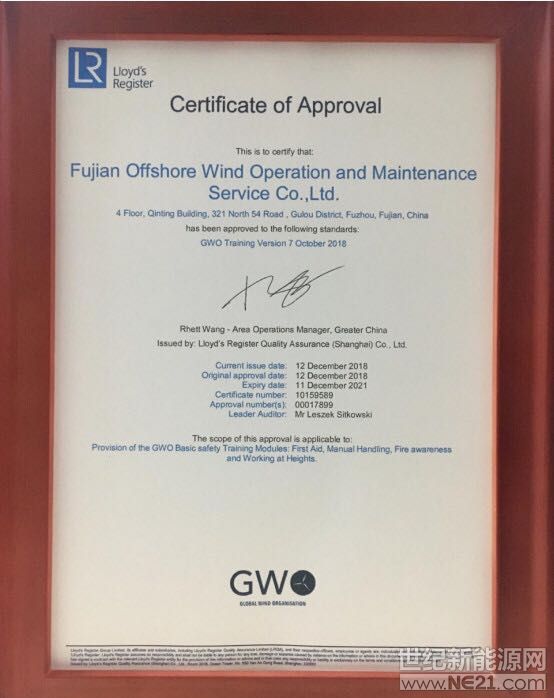 LR
Lloyd's
Register
Certificate of Approval
This is to certify that:
Fujian Offshore Wind Operation and Maintenance
Service Co.,Ltd.
4 Floor, Qinting Building, 321 North 54 Road , Gulou District, Fuzhou, Fujian, China
has been approved to the following standards:
GWO Training Version 7 October 2018
Rhett Wang - Area Operations Manager, Greater China
Issued by: Lloyd's Register Quality Assurance (Shanghai) Co., Ltd.
Current issue date: 12 December 2018
Original approval date: 12 December 2018
Expiry date: 11 December 2021
Certificate number: 10159589
Approval number(s): 00017899
Leader Auditor: Mr Leszek Sitkowski
The scope of this approval is applicable to:
Provision of the GWO Basic safety Training Modules: First Aid, Manual Handling, Fire awareness
and Working at Heights.
GWO
GLOBAL WIND ORGANISATION
世纪新能源网
www.NE21.com